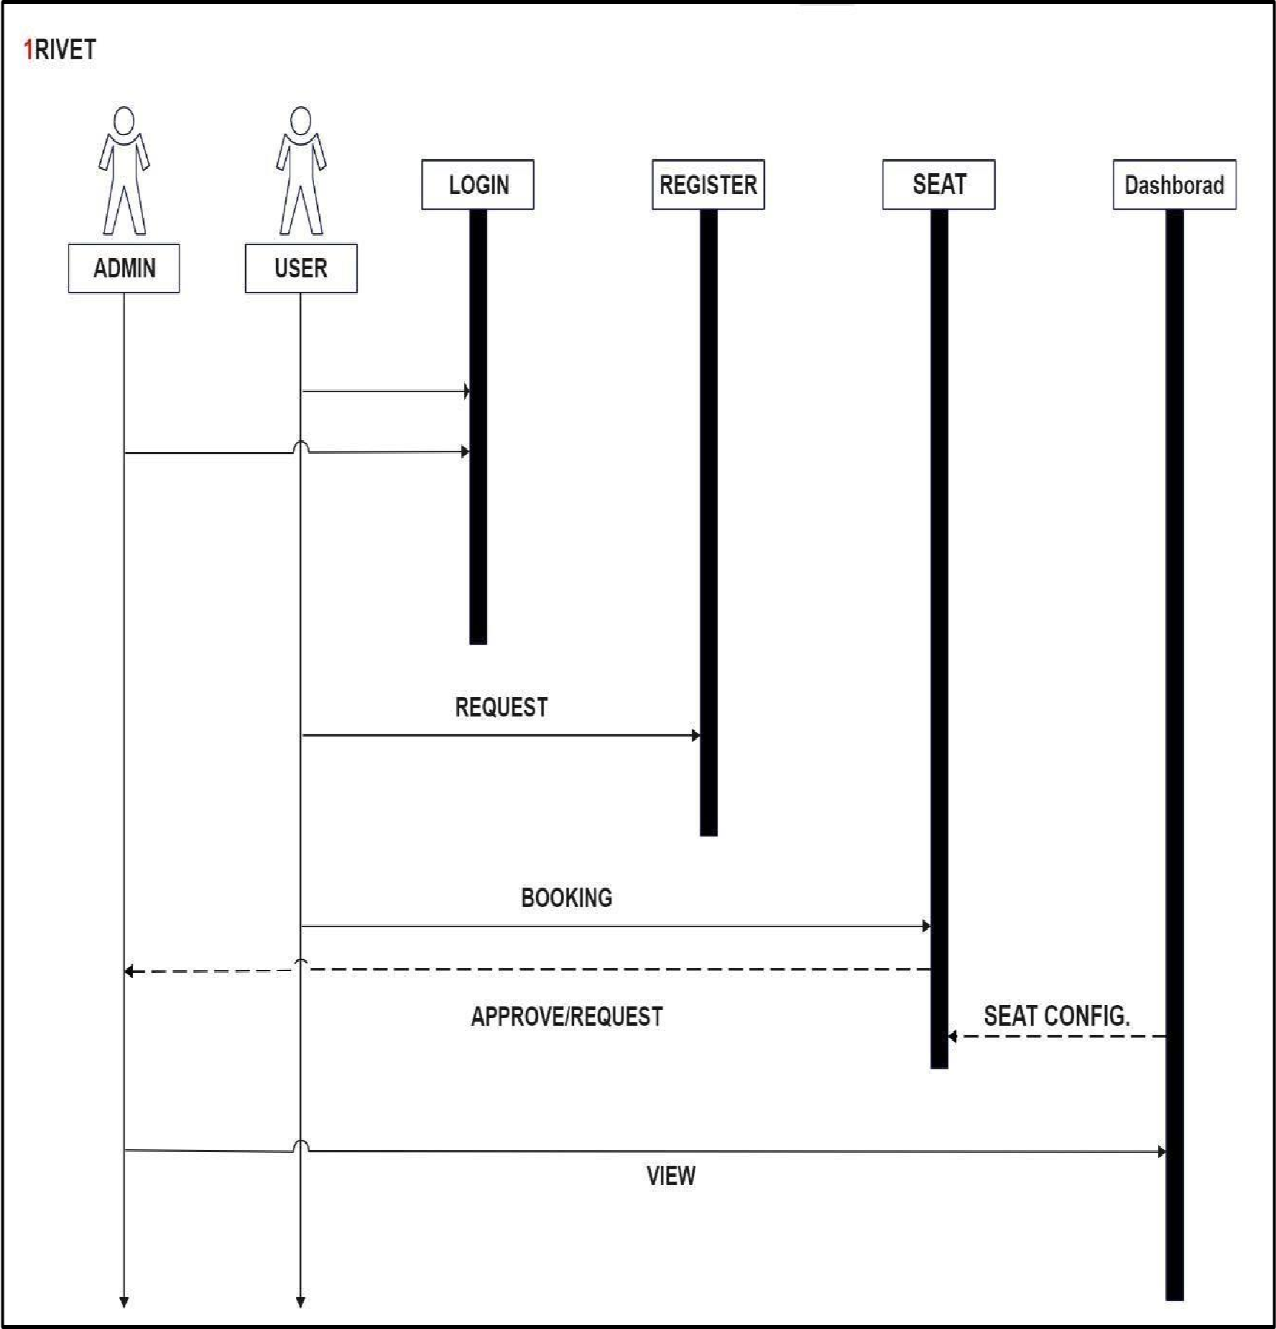 1RIVET
LOGIN
REGISTER
SEAT
Dashborad
ADMIN
USER
REQUEST
BOOKING
APPROVE/REQUEST
SEAT CONFIG.
VIEW